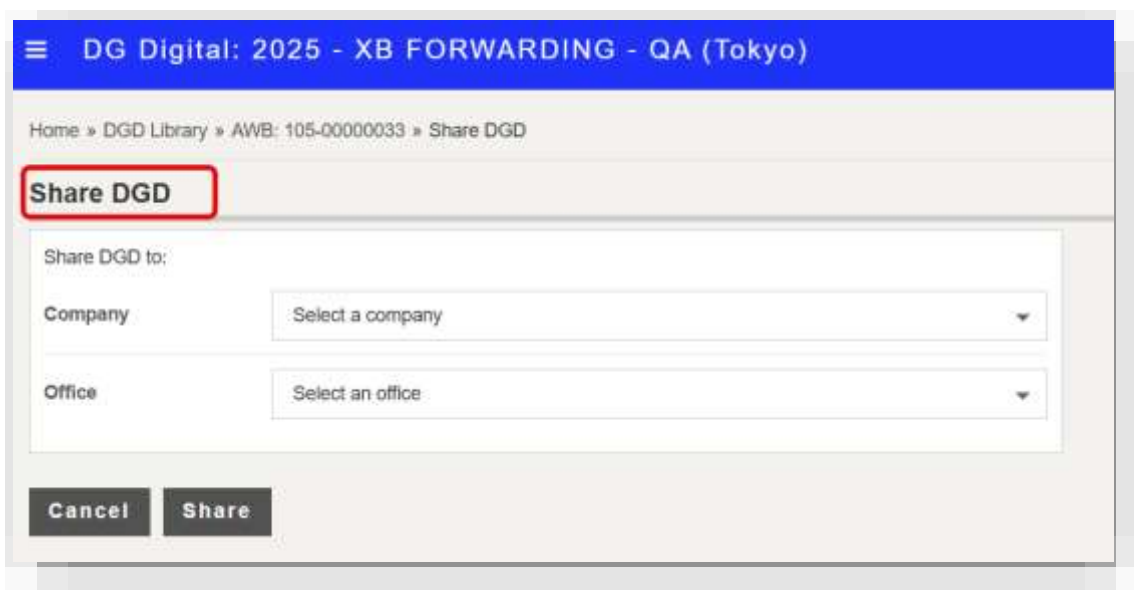 DG Digital: 2025 - XB FORWARDING - QA (Tokyo)
Home » DGD Library » AWB: 105-00000033 » Share DGD
Share DGD
Share DGD to:
Company Select a company
Office Select an office
Cancel Share